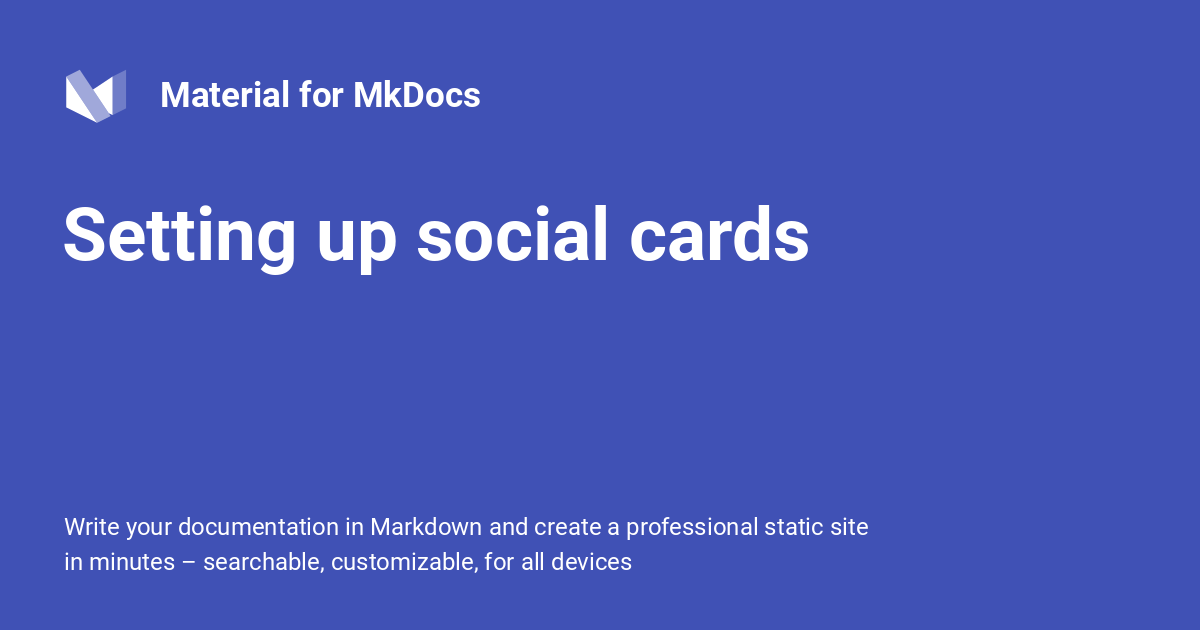 Material for MkDocs
Setting up social cards
Write your documentation in Markdown and create a professional static site
in minutes – searchable, customizable, for all devices